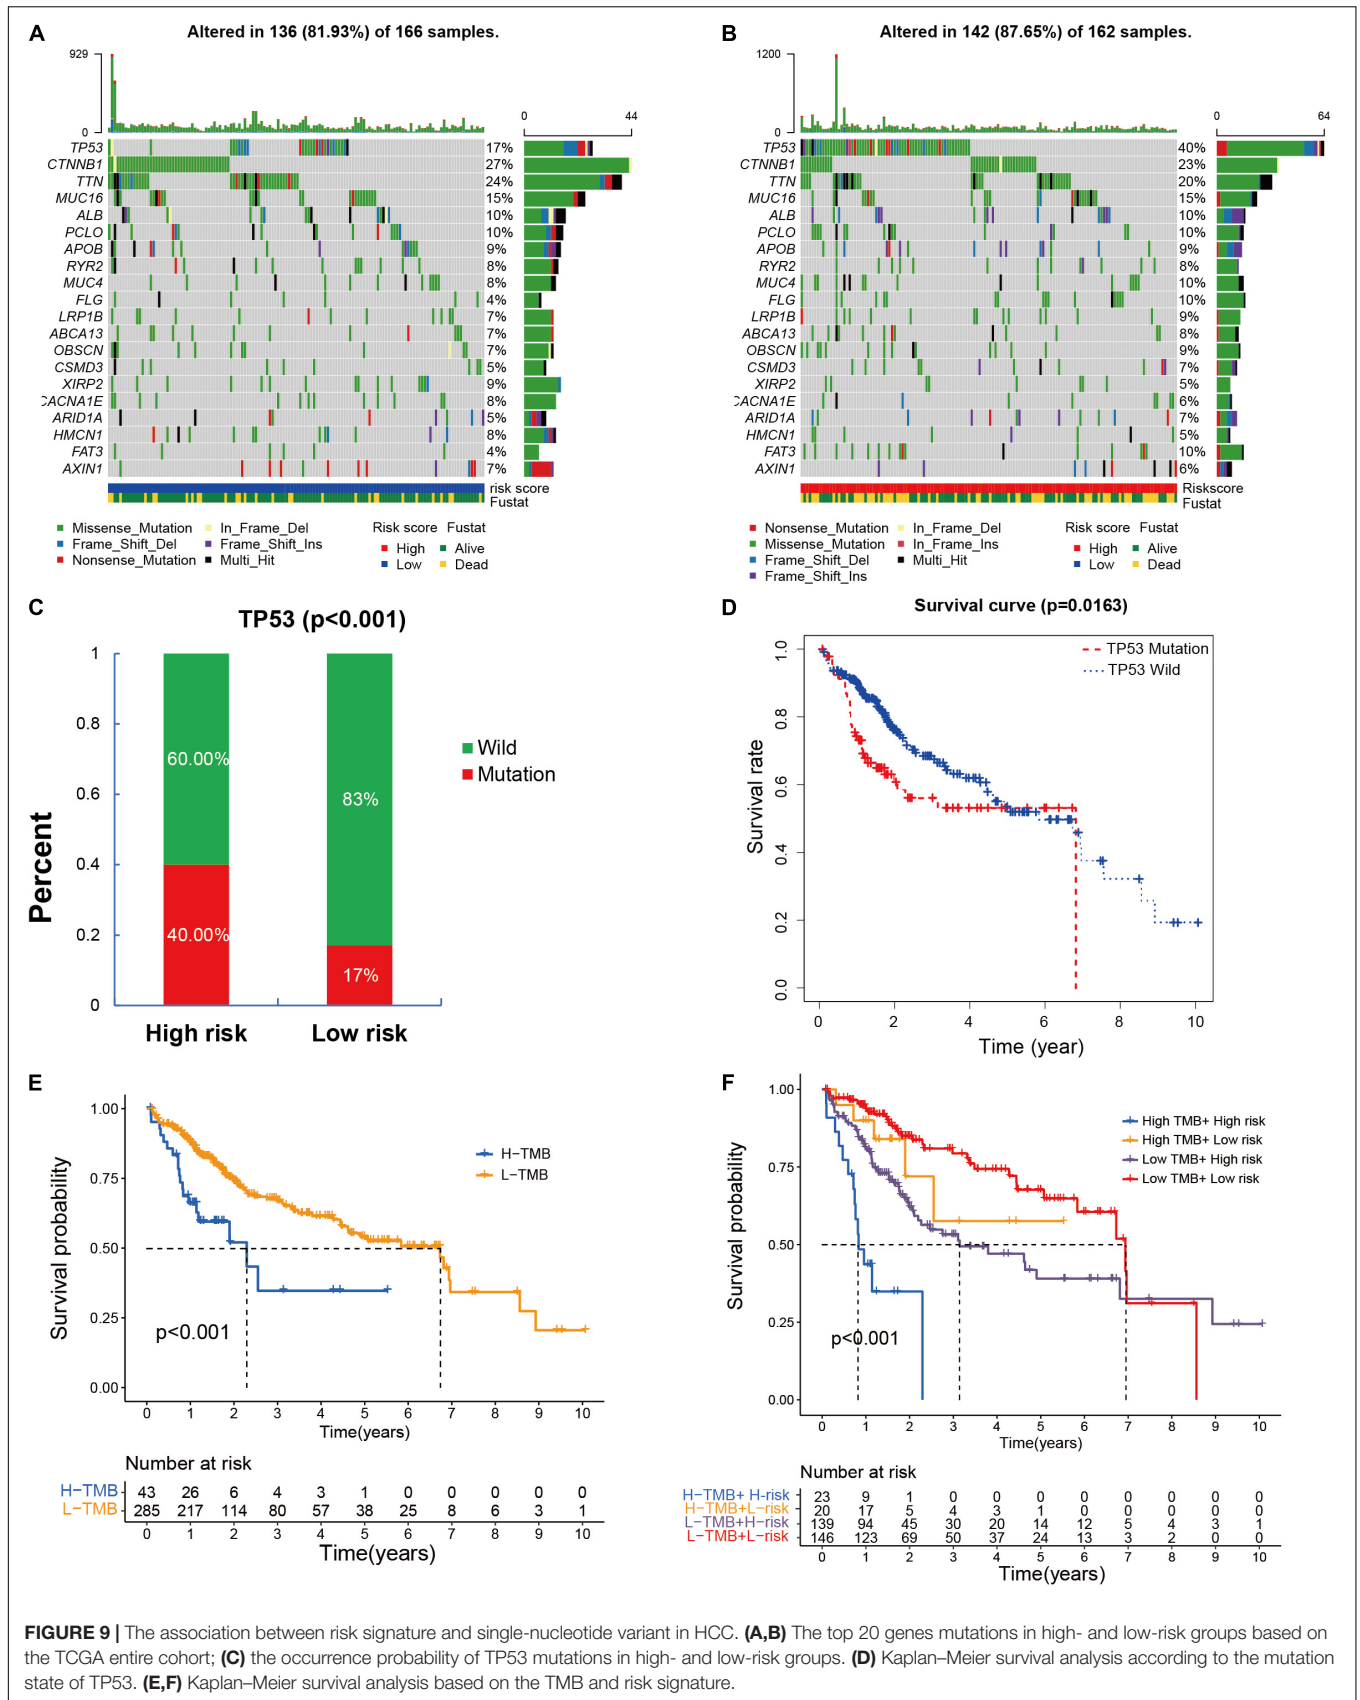 A
Altered in 136 (81.93%) of 166 samples.
929
0
0 44
TP53 17%
CTNNB1 27%
TTN 24%
MUC16 15%
ALB 10%
PCLO 10%
APOB 9%
RYR2 8%
MUC4 8%
FLG 4%
LRP1B 7%
ABCA13 7%
OBSCN 7%
CSMD3 5%
XIRP2 9%
CACNA1E 8%
ARID1A 5%
HMCN1 8%
FAT3 4%
AXIN1 7%
risk score
Fustat
Missense_Mutation In_Frame_Del Risk score Fustat
Frame_Shift_Del Frame_Shift_Ins High Alive
Nonsense_Mutation Multi_Hit Low Dead
B
Altered in 142 (87.65%) of 162 samples.
1200
0
0 64
TP53 40%
CTNNB1 23%
TTN 20%
MUC16 15%
ALB 10%
PCLO 10%
APOB 9%
RYR2 8%
MUC4 10%
FLG 10%
LRP1B 9%
ABCA13 8%
OBSCN 9%
CSMD3 7%
XIRP2 5%
CACNA1E 6%
ARID1A 7%
HMCN1 5%
FAT3 10%
AXIN1 6%
Riskscore
Fustat
Nonsense_Mutation In_Frame_Del Risk score Fustat
Missense_Mutation In_Frame_Ins High Alive
Frame_Shift_Del Multi_Hit Low Dead
Frame_Shift_Ins
C
TP53 (p<0.001)
Percent
1
0.8
0.6
0.4
0.2
0
60.00%
40.00%
83%
17%
Wild
Mutation
High risk Low risk
D
Survival curve (p=0.0163)
TP53 Mutation
TP53 Wild
Survival rate
1.0
0.8
0.6
0.4
0.2
0.0
0 2 4 6 8 10
Time (year)
E
Survival probability
1.00
0.75
0.50
0.25
0.00
H−TMB
L−TMB
p<0.001
0 1 2 3 4 5 6 7 8 9 10
Time(years)
Number at risk
H−TMB 43 26 6 4 3 1 0 0 0 0 0
L−TMB 285 217 114 80 57 38 25 8 6 3 1
0 1 2 3 4 5 6 7 8 9 10
Time(years)
F
Survival probability
1.00
0.75
0.50
0.25
0.00
High TMB+ High risk
High TMB+ Low risk
Low TMB+ High risk
Low TMB+ Low risk
p<0.001
0 1 2 3 4 5 6 7 8 9 10
Time(years)
Number at risk
H−TMB+ H-risk 23 9 1 0 0 0 0 0 0 0 0
H−TMB+L−risk 20 17 5 4 3 1 0 0 0 0 0
L−TMB+H−risk 139 94 45 30 20 14 12 5 4 3 1
L−TMB+L−risk 146 123 69 50 37 24 13 3 2 0 0
0 1 2 3 4 5 6 7 8 9 10
Time(years)
FIGURE 9 | The association between risk signature and single-nucleotide variant in HCC. (A,B) The top 20 genes mutations in high- and low-risk groups based on
the TCGA entire cohort; (C) the occurrence probability of TP53 mutations in high- and low-risk groups. (D) Kaplan–Meier survival analysis according to the mutation
state of TP53. (E,F) Kaplan–Meier survival analysis based on the TMB and risk signature.